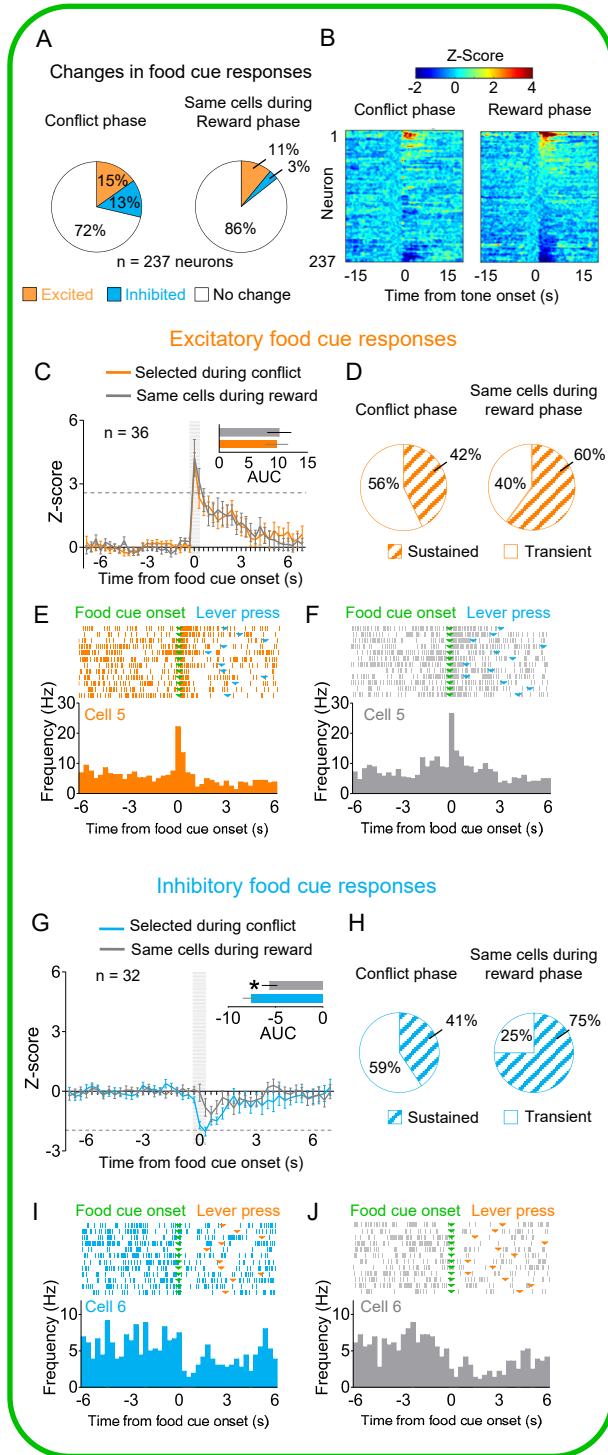 A
Changes in food cue responses
Conflict phase
Same cells during
Reward phase
15%
13%
72%
11%
3%
86%
n = 237 neurons
Excited
Inhibited
No change
B
Z-Score
-2 0 2 4
Conflict phase
Reward phase
1
Neuron
237
-15 0 15
-15 0 15
Time from tone onset (s)
Excitatory food cue responses
C
Selected during conflict
Same cells during reward
n = 36
6
3
0
Z-score
0 5 10 15
AUC
-6 -3 0 3 6
Time from food cue onset (s)
D
Conflict phase
Same cells during
reward phase
42%
56%
60%
40%
Sustained
Transient
E
Food cue onset Lever press
Cell 5
30
20
10
0
Frequency (Hz)
-6 -3 0 3 6
Time from food cue onset (s)
F
Food cue onset Lever press
Cell 5
30
20
10
0
Frequency (Hz)
-6 -3 0 3 6
Time from food cue onset (s)
Inhibitory food cue responses
G
Selected during conflict
Same cells during reward
n = 32
6
3
0
-3
Z-score
*
-10 -5 0
AUC
-6 -3 0 3 6
Time from food cue onset (s)
H
Conflict phase
Same cells during
reward phase
41%
59%
75%
25%
Sustained
Transient
I
Food cue onset Lever press
Cell 6
10
5
0
Frequency (Hz)
-6 -3 0 3 6
Time from food cue onset (s)
J
Food cue onset Lever press
Cell 6
10
5
0
Frequency (Hz)
-6 -3 0 3 6
Time from food cue onset (s)